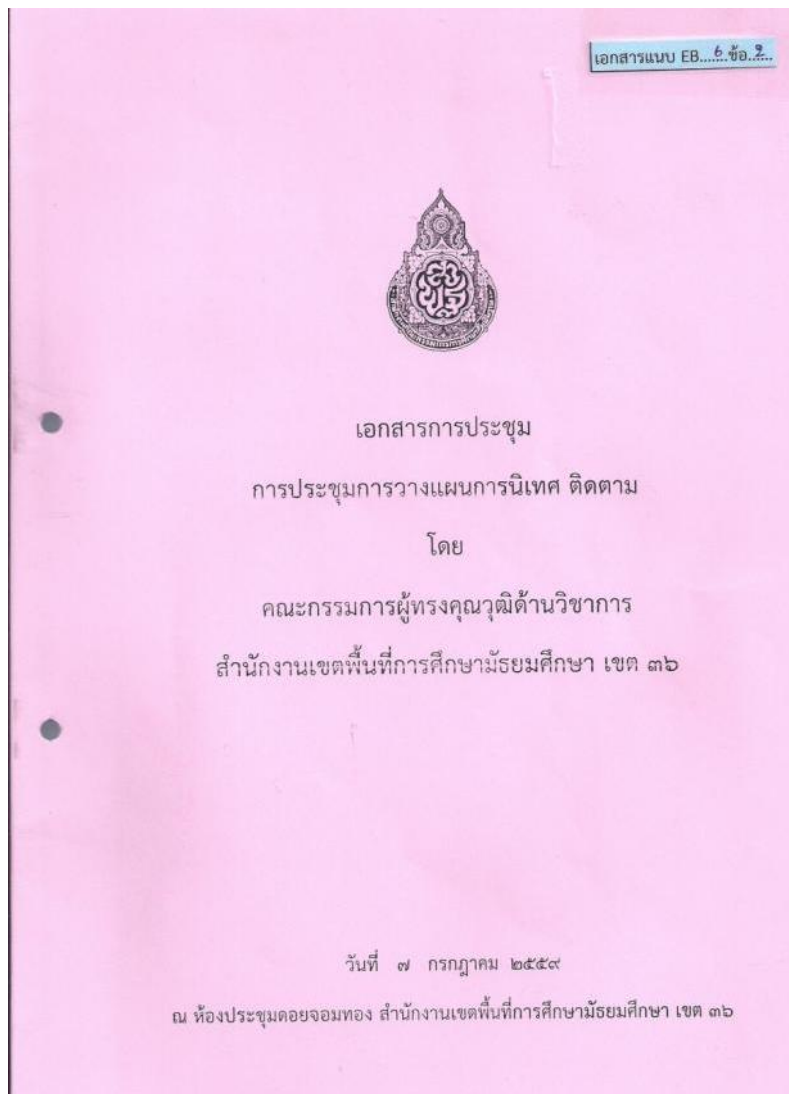 เอกสารแนบ EB...๖...ข้อ..๒...
เอกสารการประชุม
การประชุมการวางแผนการนิเทศ ติดตาม
โดย
คณะกรรมการผู้ทรงคุณวุฒิด้านวิชาการ
สำนักงานเขตพื้นที่การศึกษามัธยมศึกษา เขต ๓๖
วันที่ ๗ กรกฎาคม ๒๕๕๙
ณ ห้องประชุมดอยจอมทอง สำนักงานเขตพื้นที่การศึกษามัธยมศึกษา เขต ๓๖